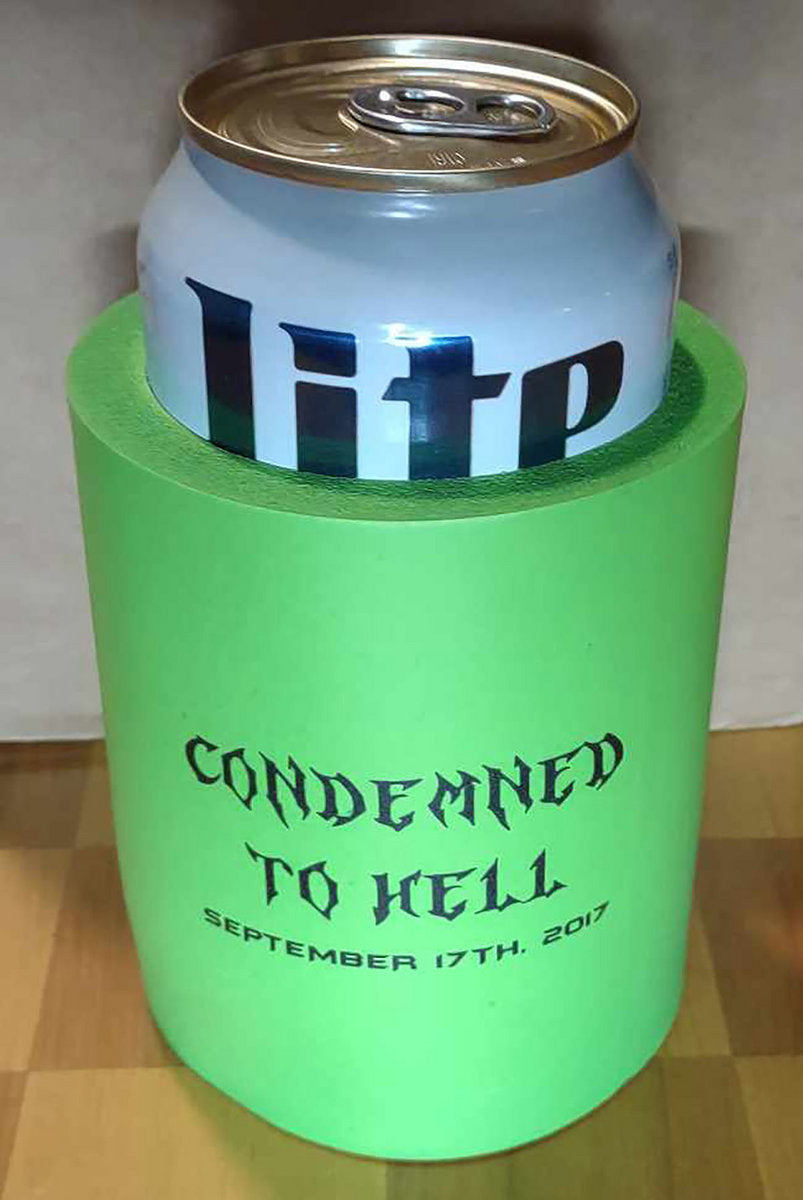 lite
CONDEMNED
TO HELL
SEPTEMBER 17TH, 2017